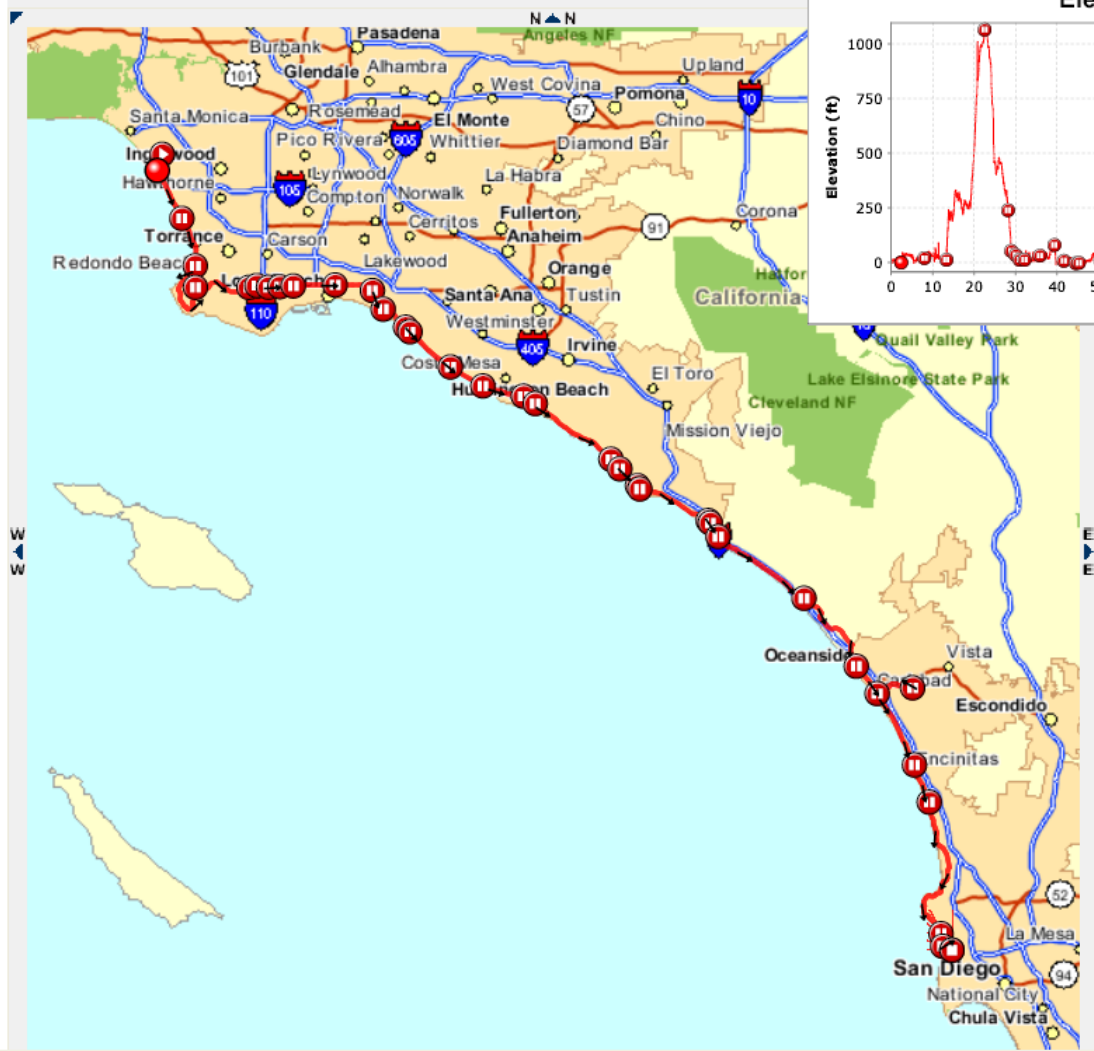 Ele
N N
Pasadena
Angeles NF
Burbank
101
Glendale
Alhambra
Upland
West Covina
10
Pomona
57
Santa Monica
Rosemead
El Monte
Chino
Pico Rivera
605
Whittier
Diamond Bar
Hawthorne
105
Lynwood
La Habra
Compton
Norwalk
Corona
Fullerton
Cerritos
91
Torrance
Carson
Anaheim
Redondo Beac
Lakewood
Orange
California
Santa Ana
Tustin
110
Westminster
405
Irvine
Quail Valley Park
Mesa
El Toro
Lake Elsinore State Park
Beach
Cleveland NF
Mission Viejo
W
W
E
E
Oceanside
Vista
Escondido
Encinitas
52
La Mesa
San Diego
94
National City
Chula Vista
Elevation (ft)
1000
750
500
250
0
0 10 20 30 40 5